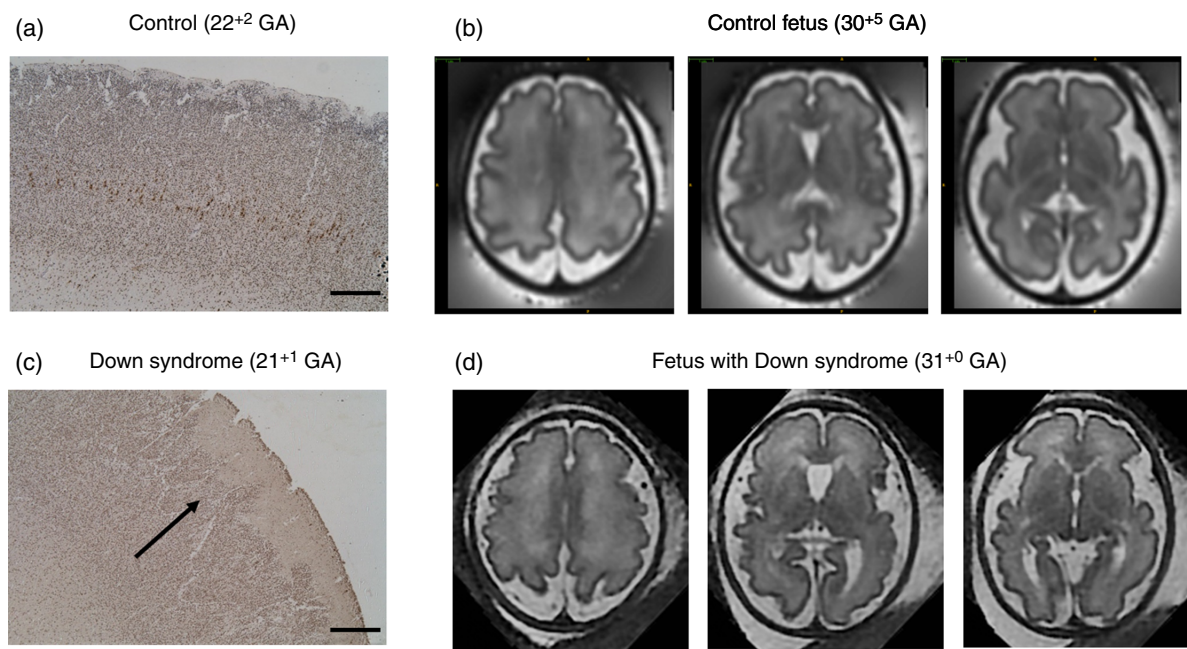 (a)
Control (22⁺² GA)
(b)
Control fetus (30⁺⁵ GA)
(c)
Down syndrome (21⁺¹ GA)
(d)
Fetus with Down syndrome (31⁺⁰ GA)